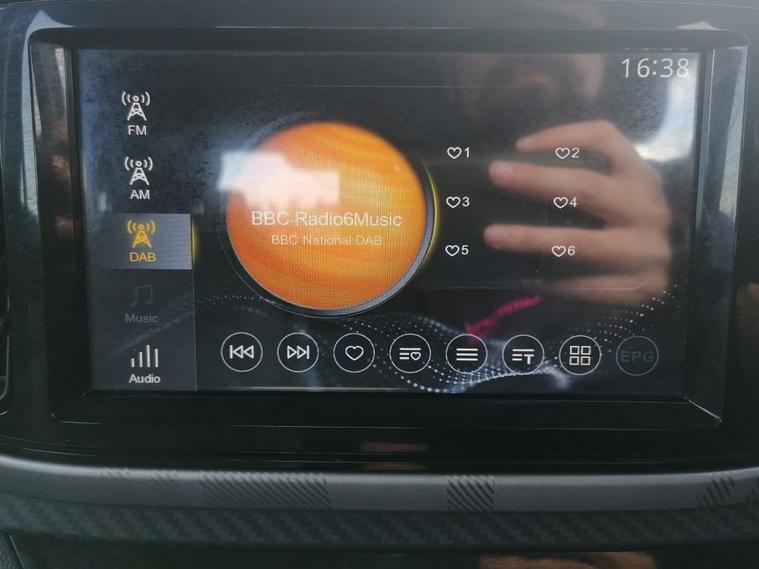 16:38
FM
AM
DAB
Music
Audio
BBC Radio6Music
BBC National DAB
1
2
3
4
5
6
T
EPG